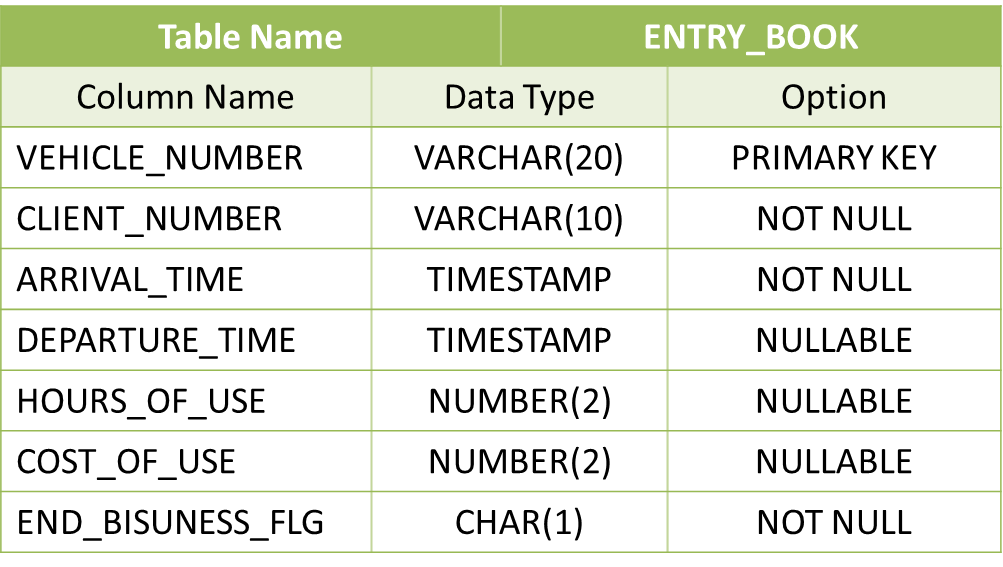 Table Name ENTRY_BOOK
Column Name Data Type Option
VEHICLE_NUMBER VARCHAR(20) PRIMARY KEY
CLIENT_NUMBER VARCHAR(10) NOT NULL
ARRIVAL_TIME TIMESTAMP NOT NULL
DEPARTURE_TIME TIMESTAMP NULLABLE
HOURS_OF_USE NUMBER(2) NULLABLE
COST_OF_USE NUMBER(2) NULLABLE
END_BISUNESS_FLG CHAR(1) NOT NULL